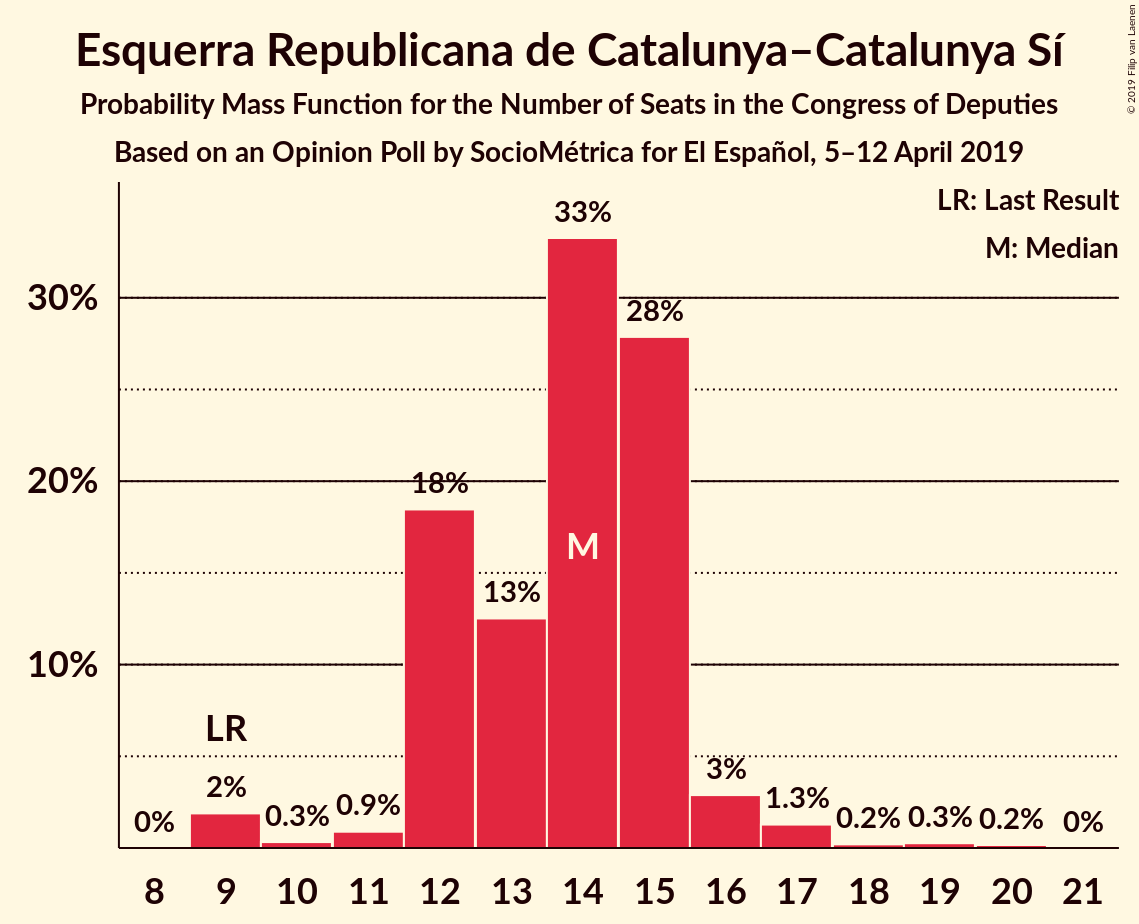 Esquerra Republicana de Catalunya–Catalunya Sí
Probability Mass Function for the Number of Seats in the Congress of Deputies
Based on an Opinion Poll by SocioMétrica for El Español, 5–12 April 2019
© 2019 Filip van Laenen
LR: Last Result
M: Median
30%
20%
10%
0%
LR
2%
0.3%
0.9%
18%
13%
33%
M
28%
3%
1.3%
0.2%
0.3%
0.2%
0%
8 9 10 11 12 13 14 15 16 17 18 19 20 21